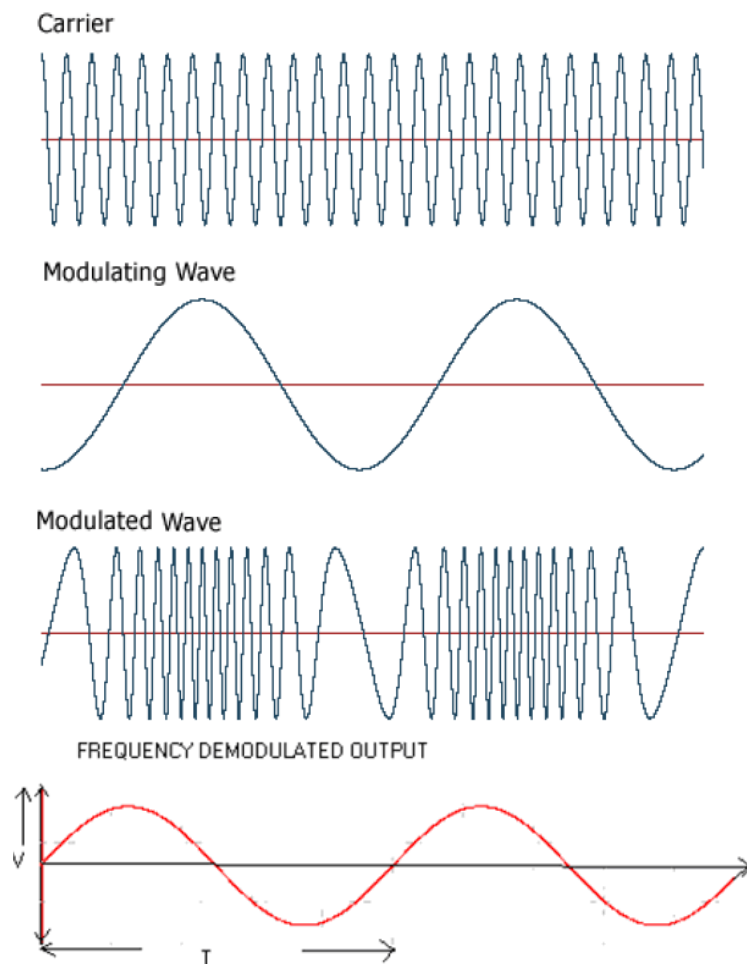 Carrier
Modulating Wave
Modulated Wave
FREQUENCY DEMODULATED OUTPUT
V
T